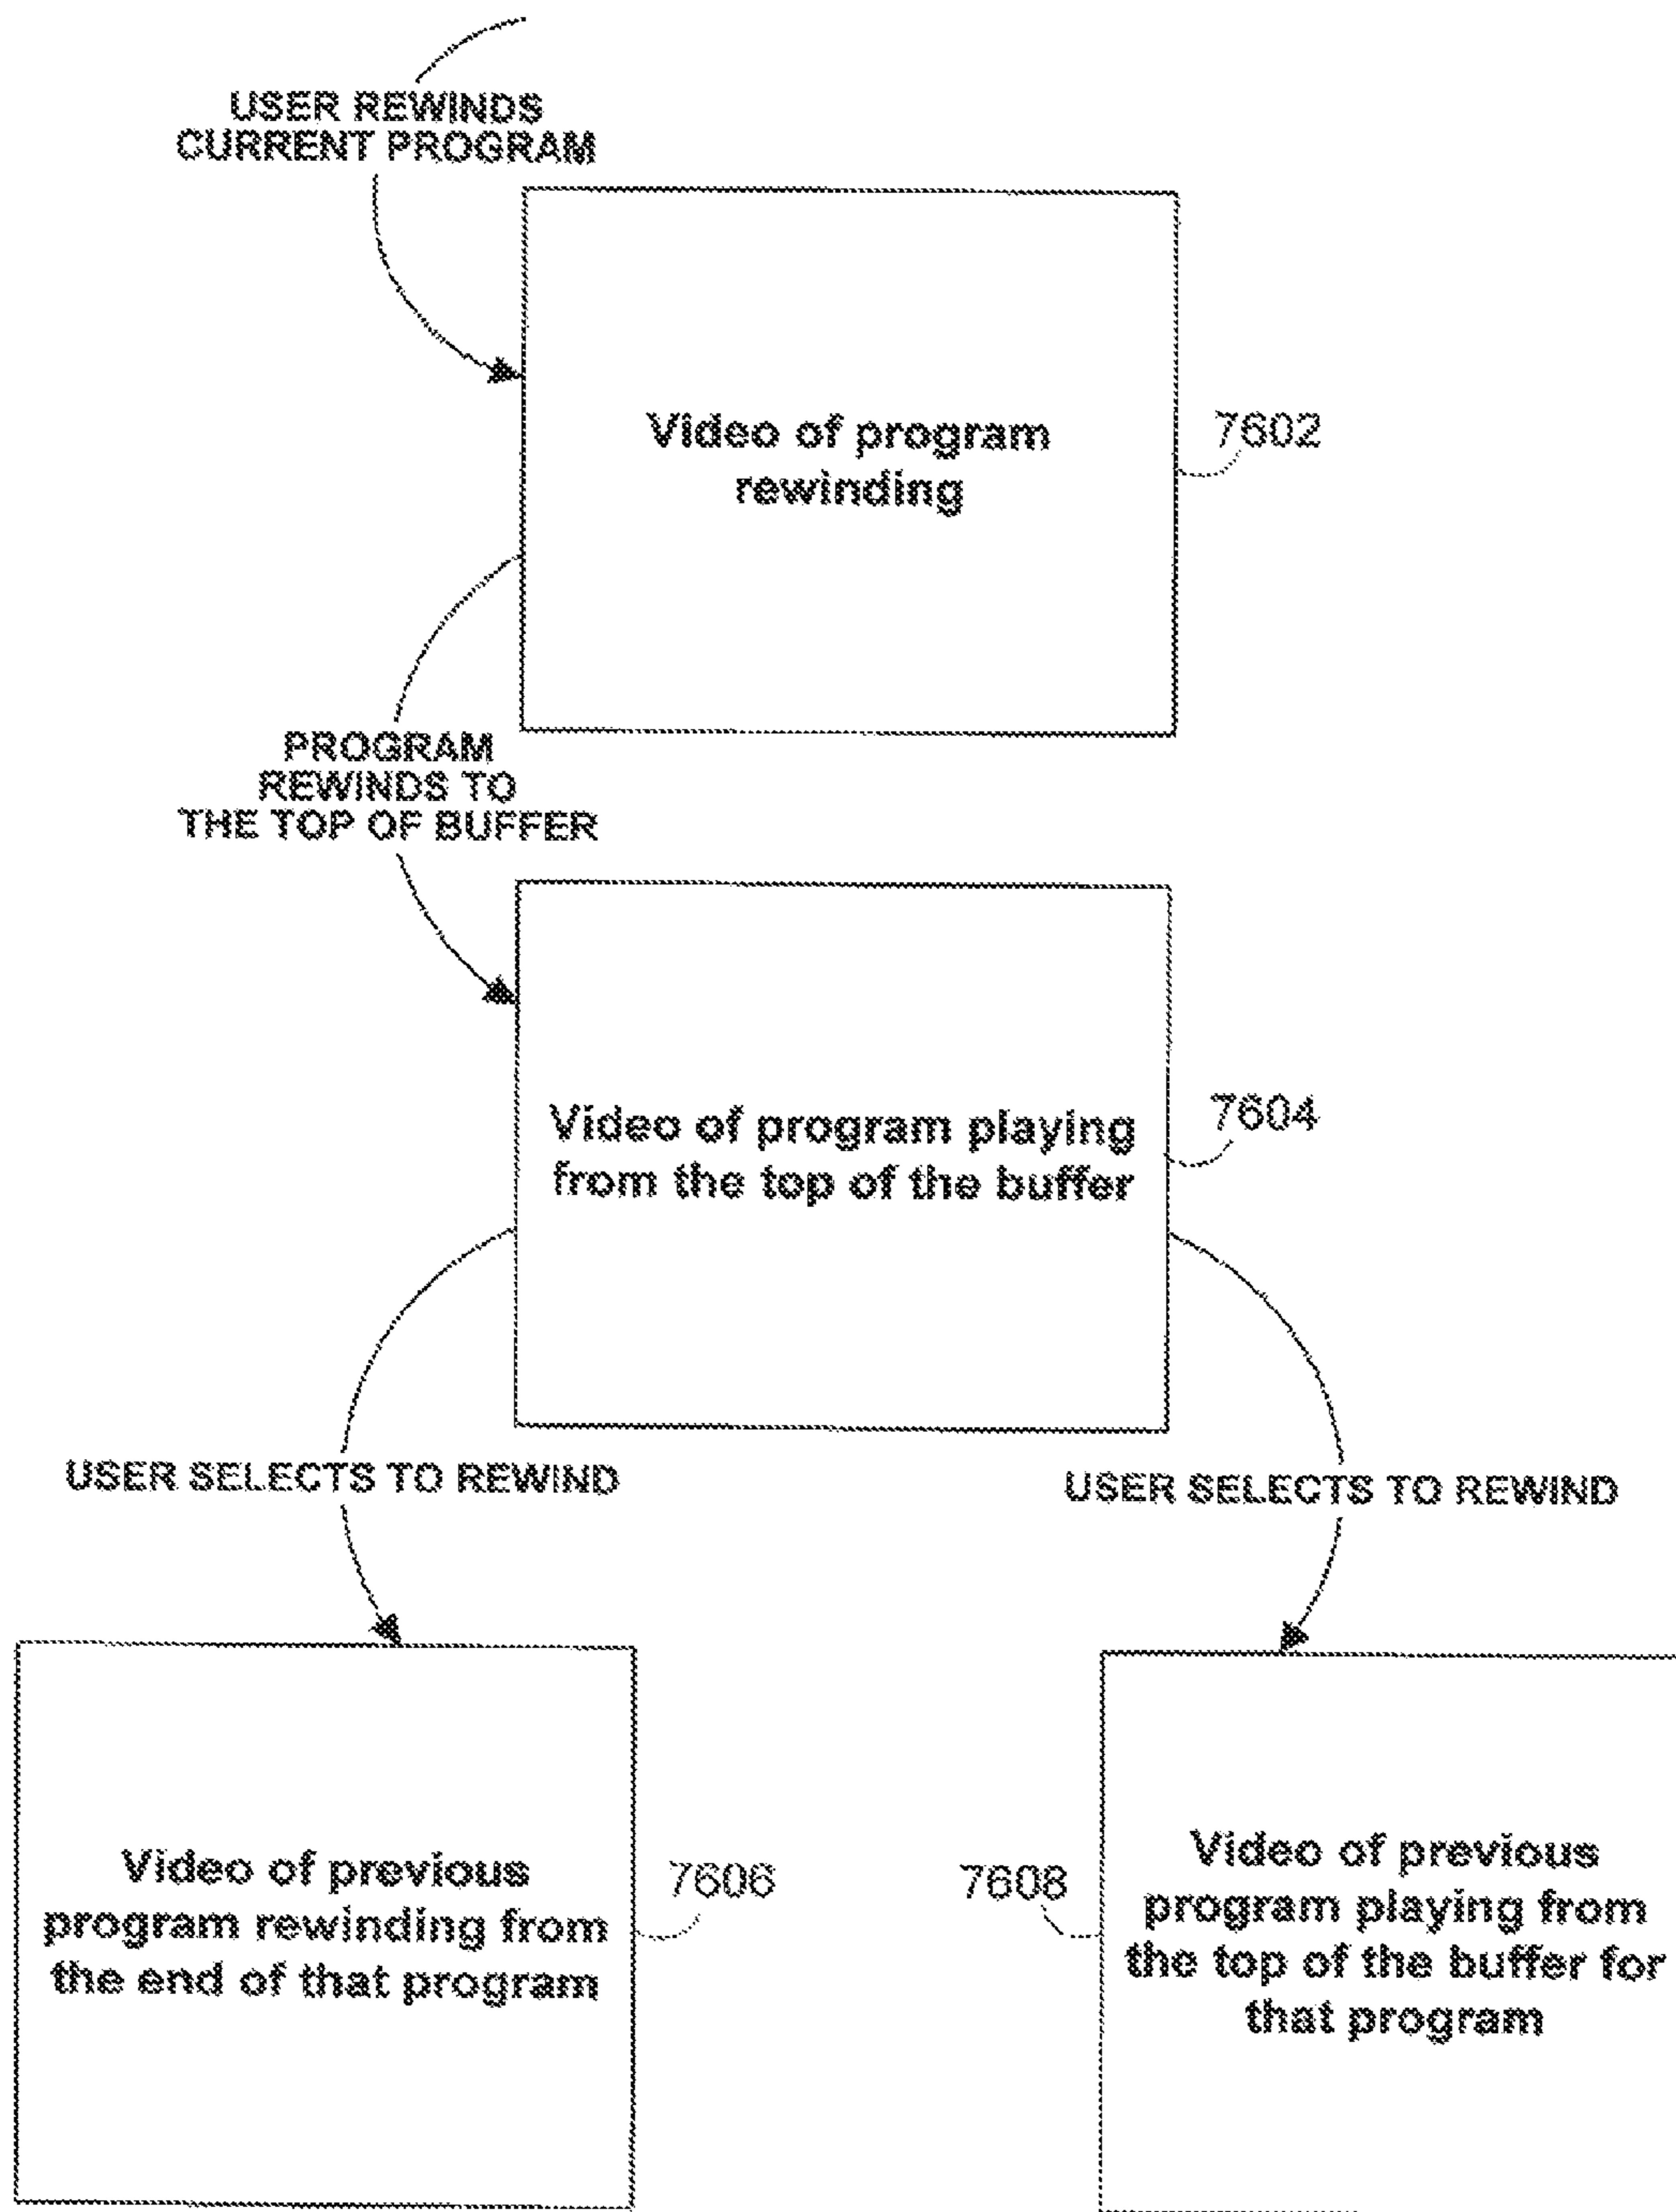 USER REWINDS
CURRENT PROGRAM
Video of program
rewinding
7602
PROGRAM
REWINDS TO
THE TOP OF BUFFER
Video of program playing
from the top of the buffer
7604
USER SELECTS TO REWIND
USER SELECTS TO REWIND
Video of previous
program rewinding from
the end of that program
7606
7608
Video of previous
program playing from
the top of the buffer for
that program